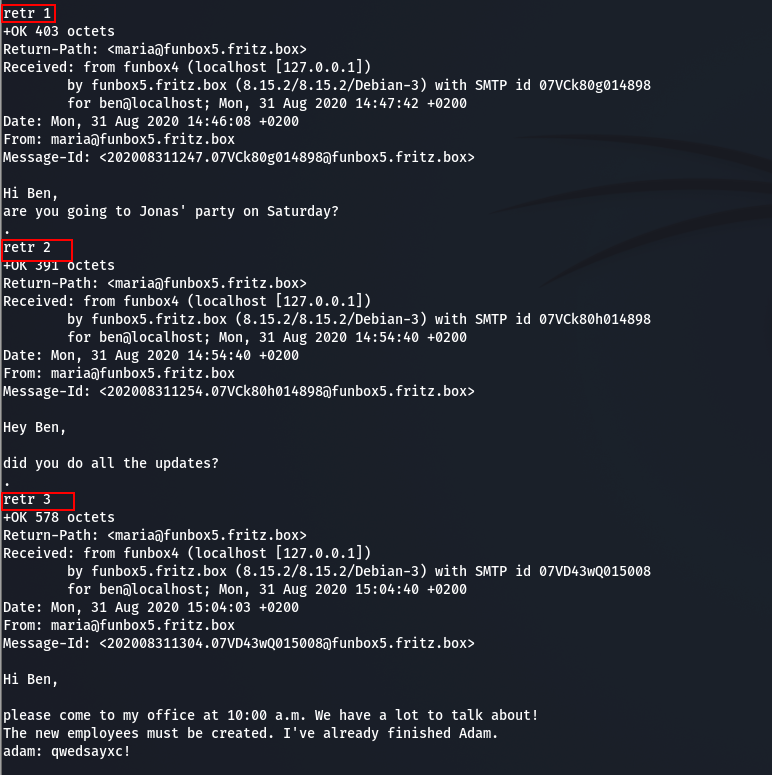 retr 1
+OK 403 octets
Return-Path: <maria@funbox5.fritz.box>
Received: from funbox4 (localhost [127.0.0.1])
        by funbox5.fritz.box (8.15.2/8.15.2/Debian-3) with SMTP id 07VCk80g014898
        for ben@localhost; Mon, 31 Aug 2020 14:47:42 +0200
Date: Mon, 31 Aug 2020 14:46:08 +0200
From: maria@funbox5.fritz.box
Message-Id: <202008311247.07VCk80g014898@funbox5.fritz.box>

Hi Ben,
are you going to Jonas' party on Saturday?
.
retr 2
+OK 391 octets
Return-Path: <maria@funbox5.fritz.box>
Received: from funbox4 (localhost [127.0.0.1])
        by funbox5.fritz.box (8.15.2/8.15.2/Debian-3) with SMTP id 07VCk80h014898
        for ben@localhost; Mon, 31 Aug 2020 14:54:40 +0200
Date: Mon, 31 Aug 2020 14:54:40 +0200
From: maria@funbox5.fritz.box
Message-Id: <202008311254.07VCk80h014898@funbox5.fritz.box>

Hey Ben,

did you do all the updates?
.
retr 3
+OK 578 octets
Return-Path: <maria@funbox5.fritz.box>
Received: from funbox4 (localhost [127.0.0.1])
        by funbox5.fritz.box (8.15.2/8.15.2/Debian-3) with SMTP id 07VD43wQ015008
        for ben@localhost; Mon, 31 Aug 2020 15:04:40 +0200
Date: Mon, 31 Aug 2020 15:04:03 +0200
From: maria@funbox5.fritz.box
Message-Id: <202008311304.07VD43wQ015008@funbox5.fritz.box>

Hi Ben,

please come to my office at 10:00 a.m. We have a lot to talk about!
The new employees must be created. I've already finished Adam.
adam: qwedsayxc!